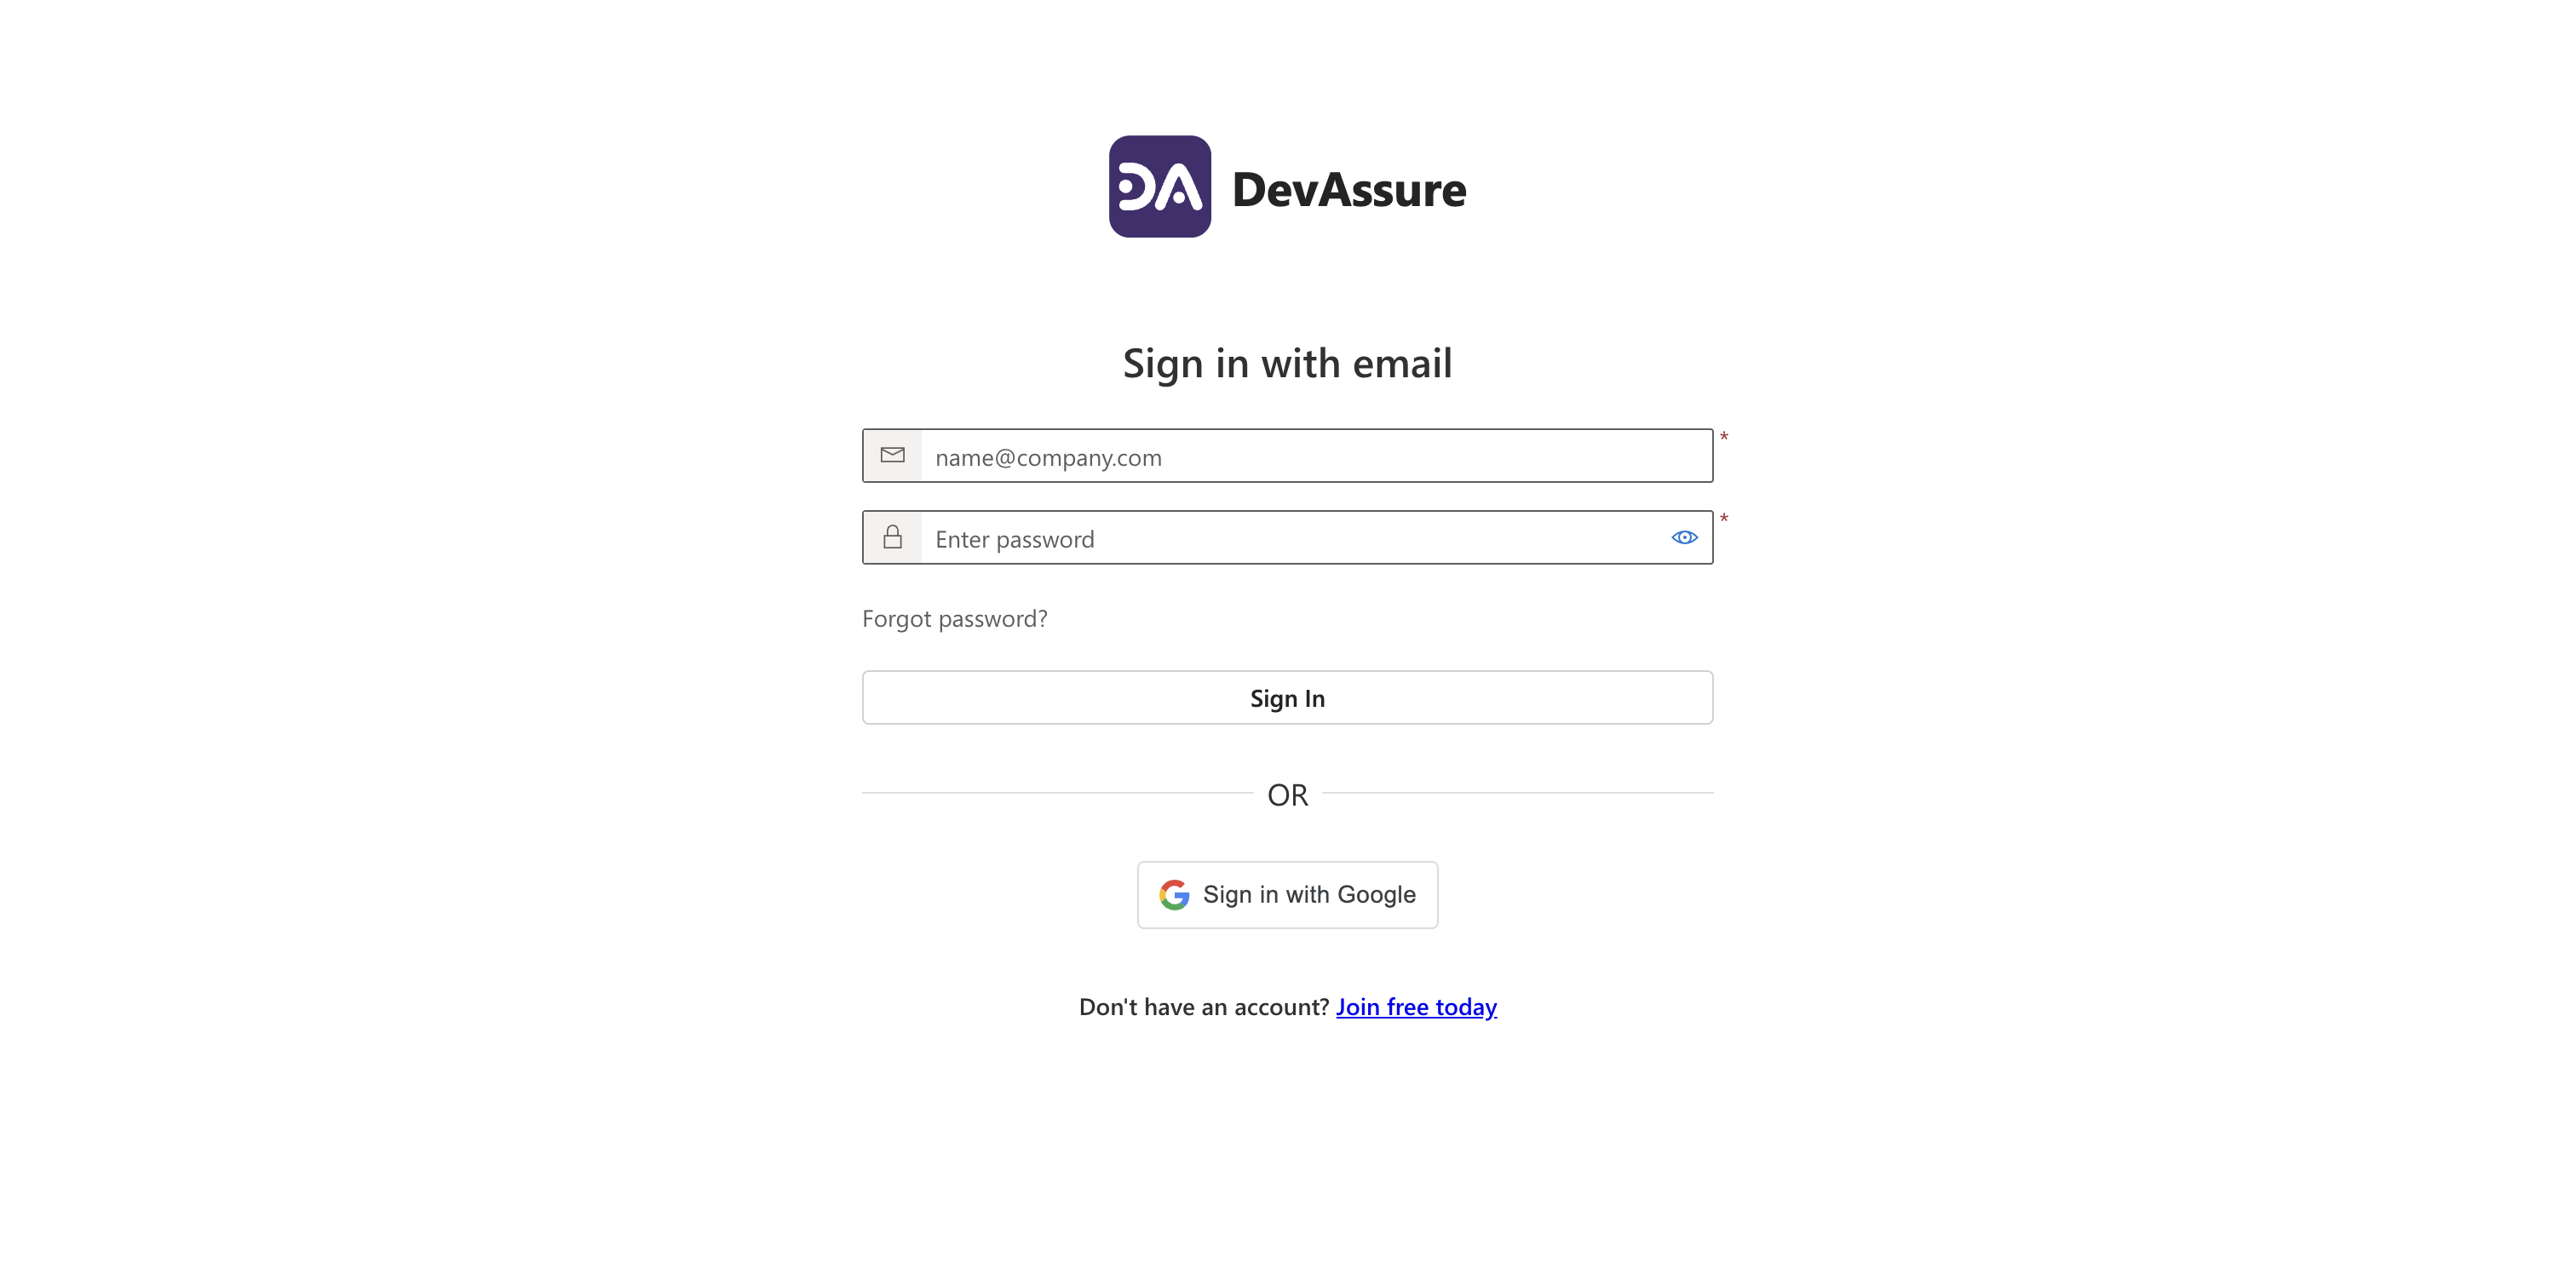 DA DevAssure
Sign in with email
name@company.com *
Enter password *
Forgot password?
Sign In
OR
Sign in with Google
Don't have an account? Join free today